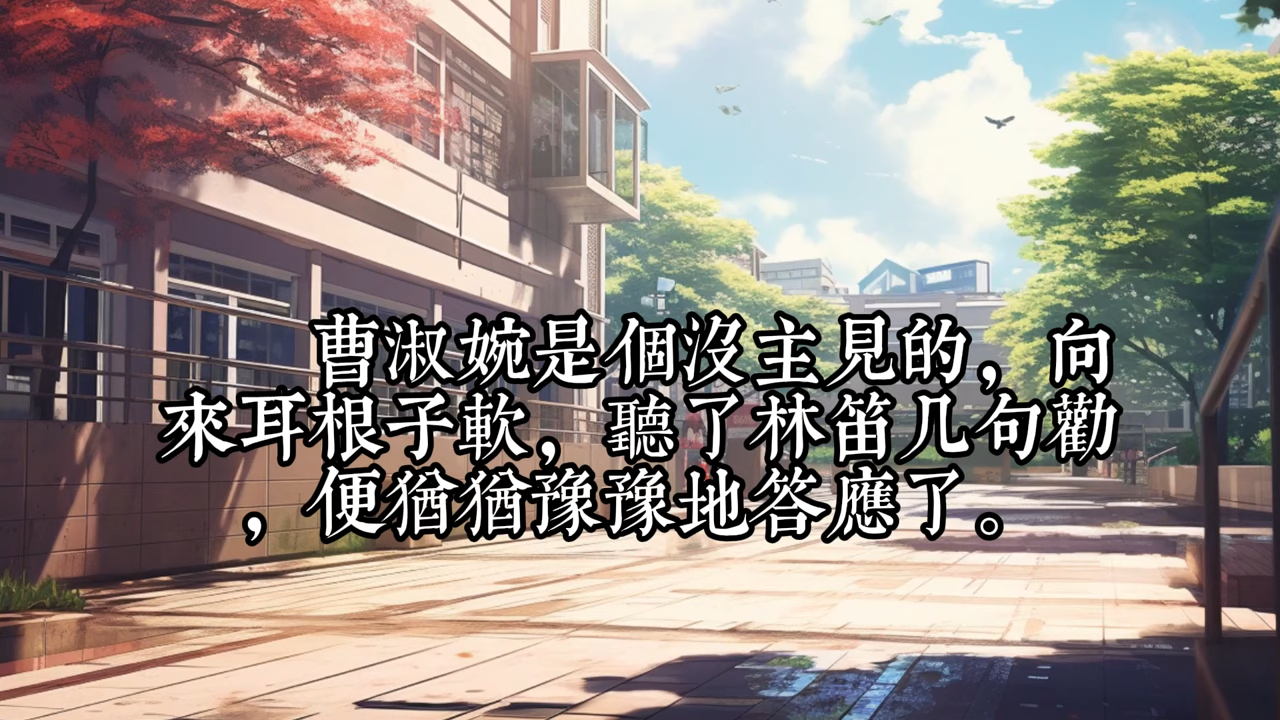 曹淑婉是個沒主見的，向
來耳根子軟，聽了林笛几句勸
，便猶猶豫豫地答應了。